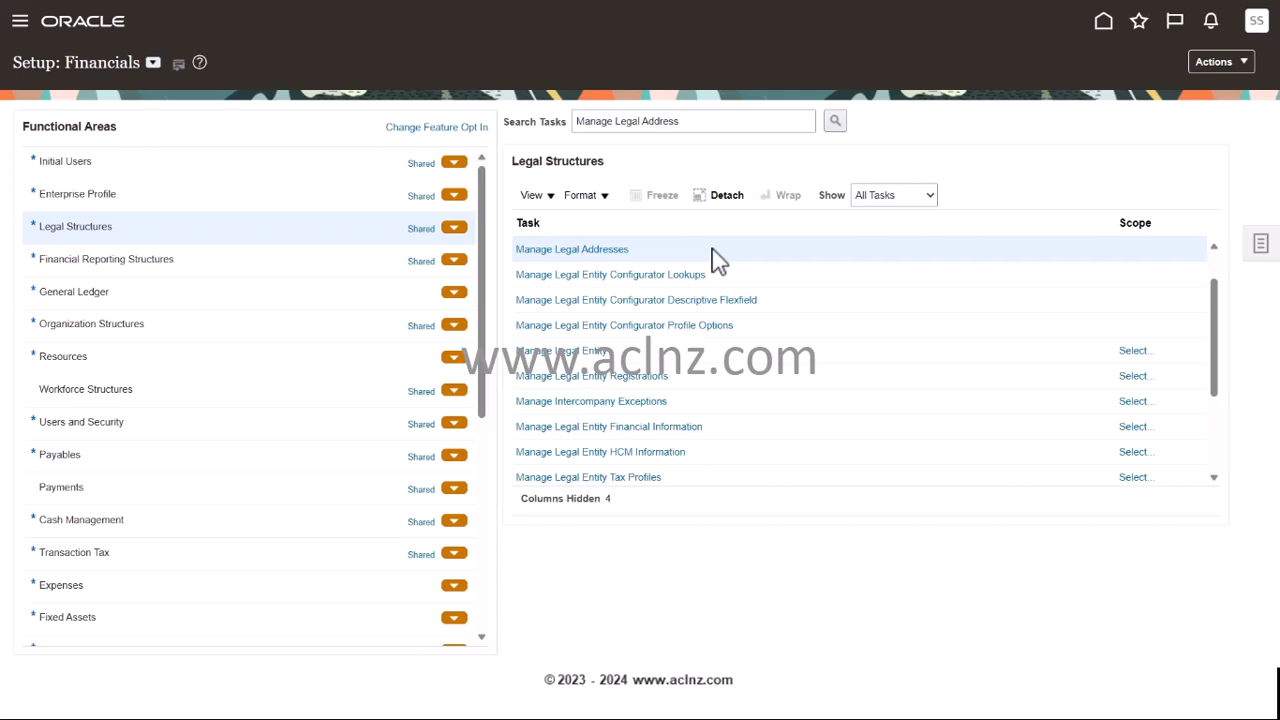 ORACLE
SS
Setup: Financials
Actions
Functional Areas
Change Feature Opt In
* Initial Users Shared
* Enterprise Profile Shared
* Legal Structures Shared
* Financial Reporting Structures Shared
* General Ledger
* Organization Structures Shared
* Resources
Workforce Structures Shared
* Users and Security Shared
* Payables Shared
Payments Shared
* Cash Management Shared
* Transaction Tax Shared
* Expenses
* Fixed Assets
Search Tasks Manage Legal Address
Legal Structures
View Format Freeze Detach Wrap Show All Tasks
Task Scope
Manage Legal Addresses
Manage Legal Entity Configurator Lookups
Manage Legal Entity Configurator Descriptive Flexfield
Manage Legal Entity Configurator Profile Options
Manage Legal Entity Select...
Manage Legal Entity Registrations Select...
Manage Intercompany Exceptions Select...
Manage Legal Entity Financial Information Select...
Manage Legal Entity HCM Information Select...
Manage Legal Entity Tax Profiles Select...
Columns Hidden 4
www.aclnz.com
© 2023 - 2024 www.aclnz.com